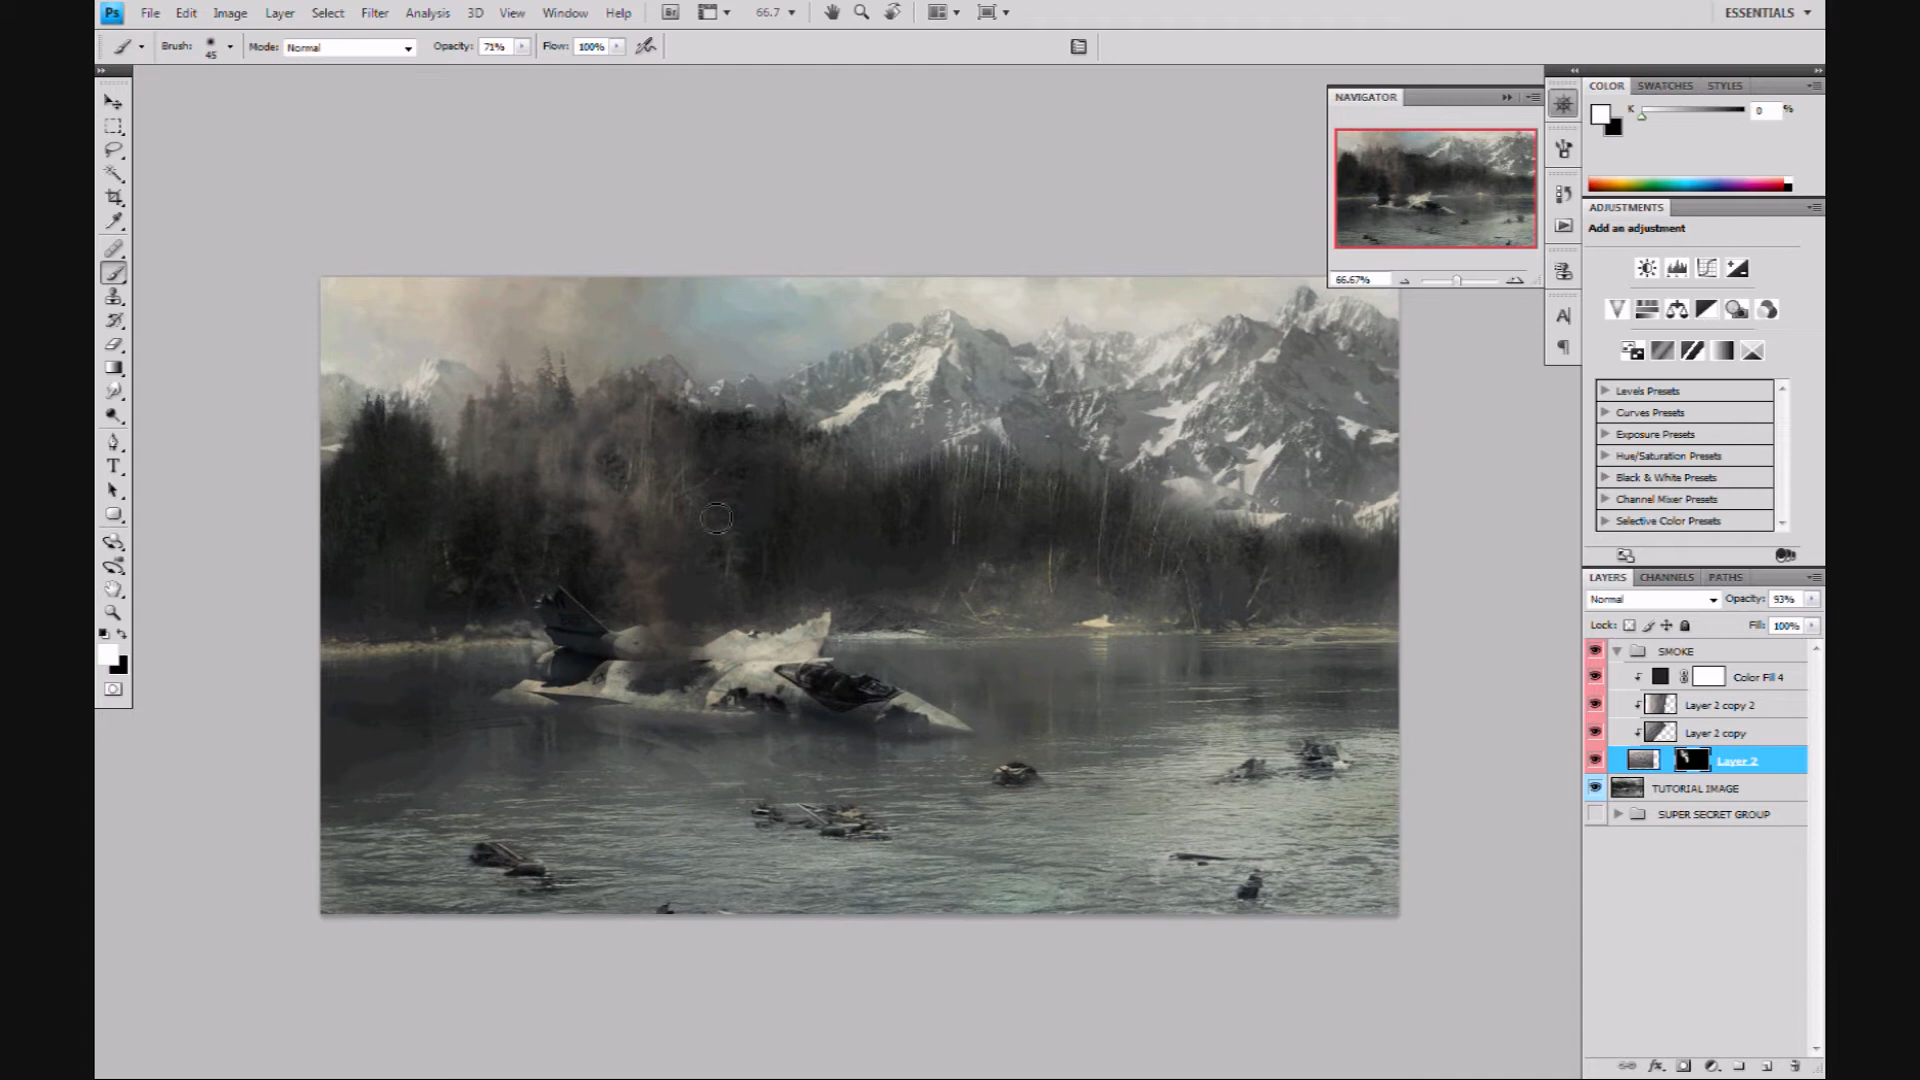 Ps File Edit Image Layer Select Filter Analysis 3D View Window Help Br 66.7 ESSENTIALS
Brush: 45 Mode: Normal Opacity: 71% Flow: 100%
NAVIGATOR
66.67%
COLOR SWATCHES STYLES
K 0 %
ADJUSTMENTS
Add an adjustment
Levels Presets
Curves Presets
Exposure Presets
Hue/Saturation Presets
Black & White Presets
Channel Mixer Presets
Selective Color Presets
LAYERS CHANNELS PATHS
Normal Opacity: 93%
Lock: Fill: 100%
SMOKE
Color Fill 4
Layer 2 copy 2
Layer 2 copy
Layer 2
TUTORIAL IMAGE
SUPER SECRET GROUP